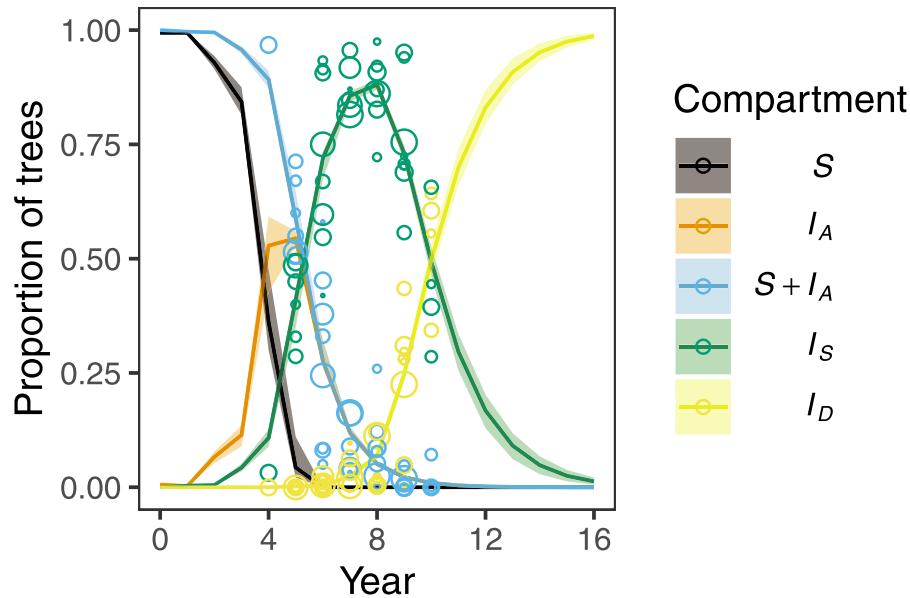 1.00
0.75
0.50
0.25
0.00
Proportion of trees
0 4 8 12 16
Year
Compartment
S
I_A
S + I_A
I_S
I_D